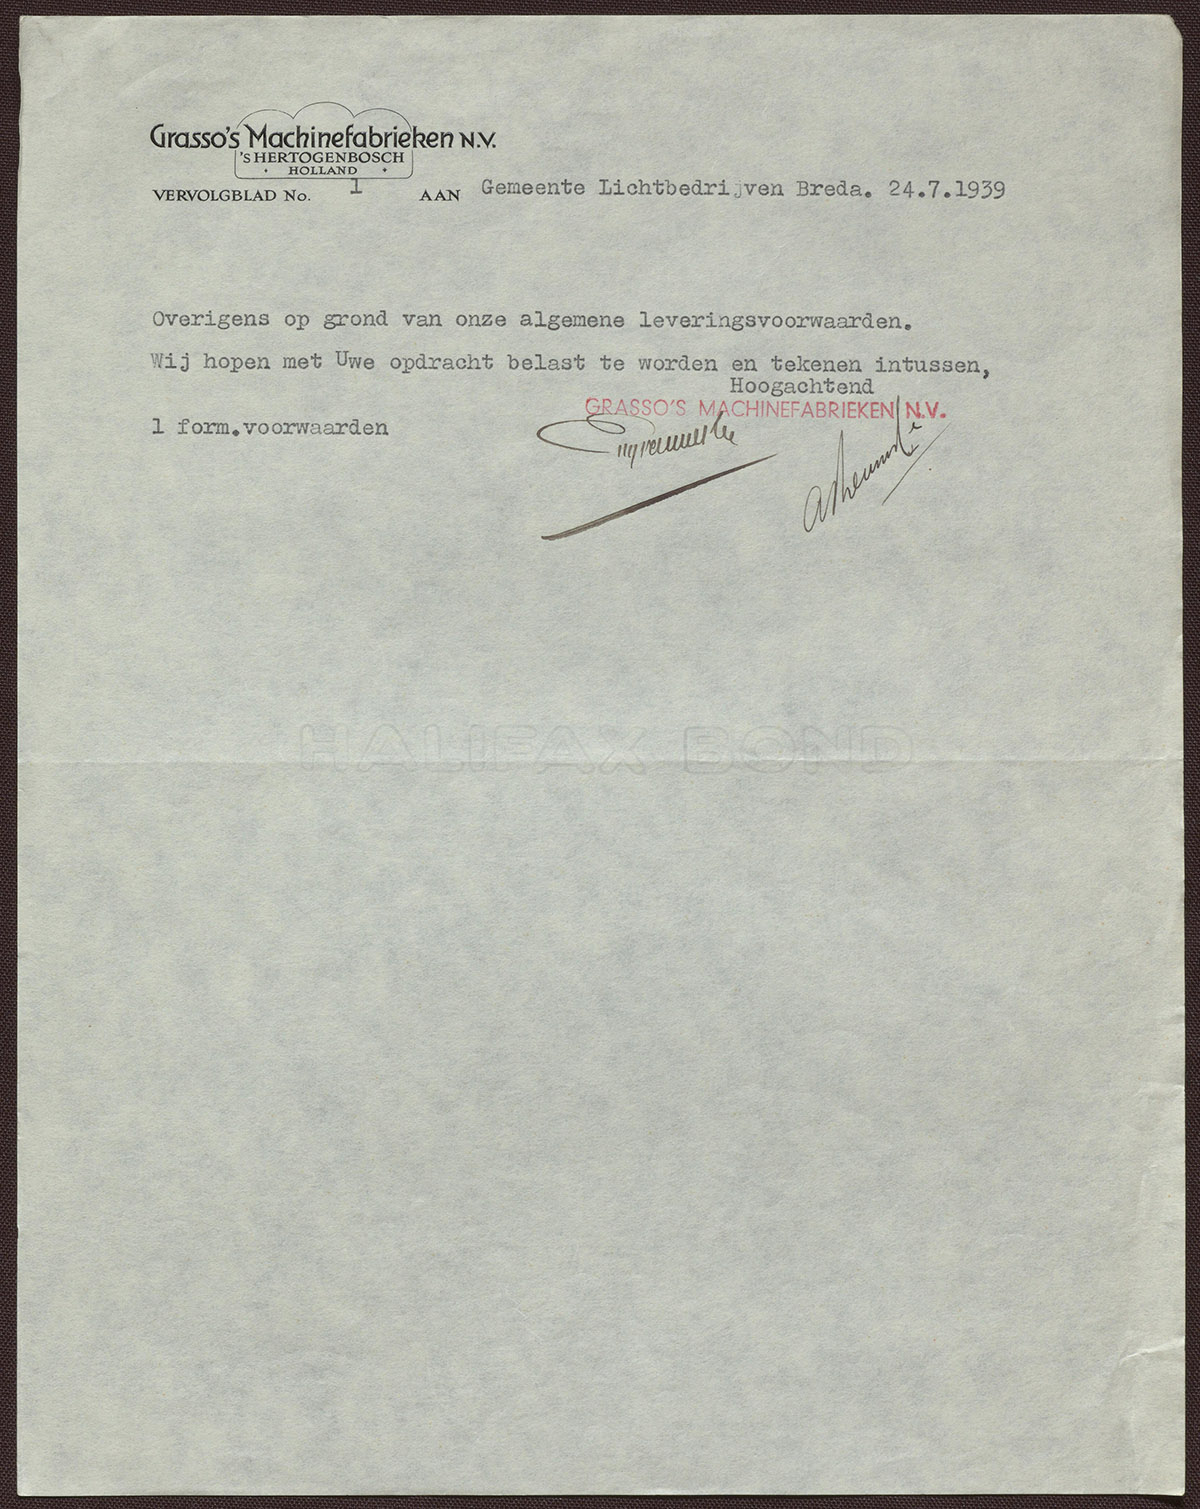 Grasso's Machinefabrieken N.V.
'S HERTOGENBOSCH
HOLLAND
VERVOLGBLAD No. 1 AAN Gemeente Lichtbedrijven Breda. 24.7.1939
Overigens op grond van onze algemene leveringsvoorwaarden.
Wij hopen met Uwe opdracht belast te worden en tekenen intussen,
Hoogachtend
GRASSO'S MACHINEFABRIEKEN N.V.
1 form.voorwaarden
HALIFAX BOND